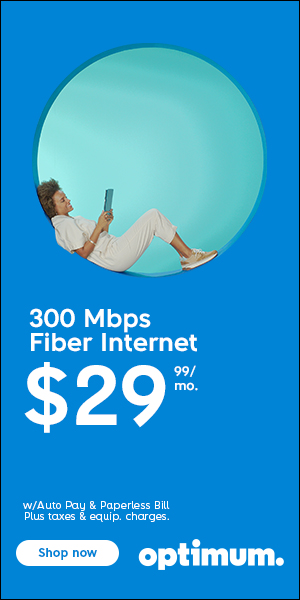 300 Mbps
Fiber Internet
$29 99/
mo.
w/Auto Pay & Paperless Bill
Plus taxes & equip. charges.
Shop now
optimum.